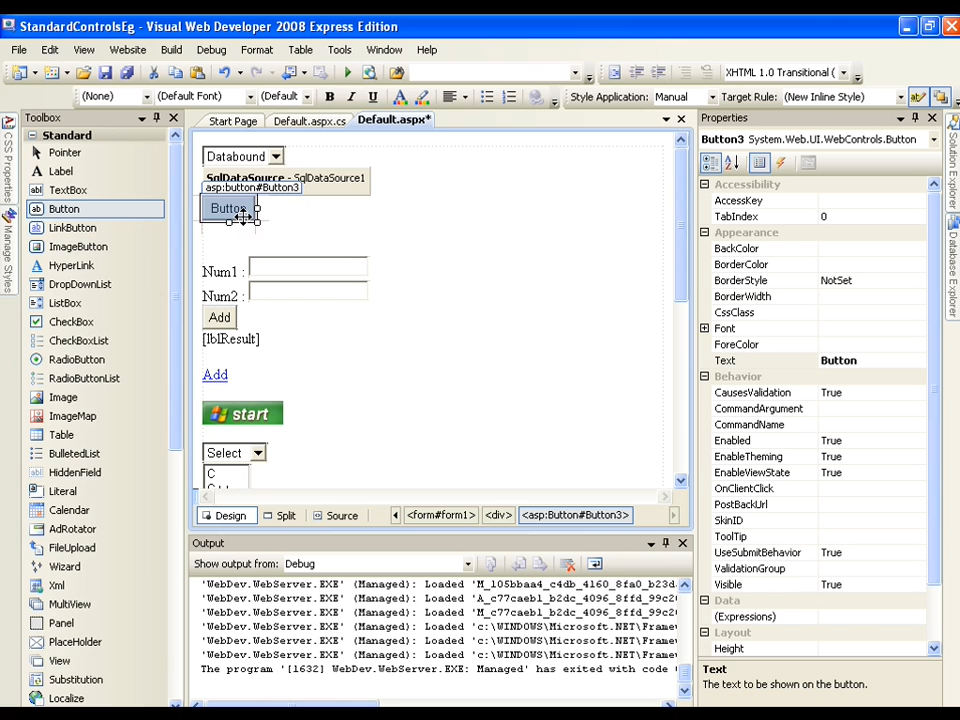 StandardControlsEg - Visual Web Developer 2008 Express Edition
File Edit View Website Build Debug Format Table Tools Window Help
XHTML 1.0 Transitional (
(None) (Default Font) (Default B I U A Style Application: Manual Target Rule: (New Inline Style)
CSS Properties
Manage Styles
Toolbox
Standard
Pointer
Label
TextBox
Button
LinkButton
ImageButton
HyperLink
DropDownList
ListBox
CheckBox
CheckBoxList
RadioButton
RadioButtonList
Image
ImageMap
Table
BulletedList
HiddenField
Literal
Calendar
AdRotator
FileUpload
Wizard
Xml
MultiView
Panel
PlaceHolder
View
Substitution
Localize
Start Page Default.aspx.cs Default.aspx*
Databound
SqlDataSource - SqlDataSource1
asp:button#Button3
Button
Num1 :
Num2 :
Add
[lblResult]
Add
start
Select
C
Design Split Source <form#form1> <div> <asp:Button#Button3>
Output
Show output from: Debug
'WebDev.WebServer.EXE' (Managed): Loaded 'M_105bbaa4_c4db_4160_8fa0_b23d
'WebDev.WebServer.EXE' (Managed): Loaded 'A_c77caeb1_b2dc_4096_8ffd_99c2
'WebDev.WebServer.EXE' (Managed): Loaded 'M_c77caeb1_b2dc_4096_8ffd_99c2
'WebDev.WebServer.EXE' (Managed): Loaded 'c:\WINDOWS\Microsoft.NET\Framew
'WebDev.WebServer.EXE' (Managed): Loaded 'c:\WINDOWS\Microsoft.NET\Framew
'WebDev.WebServer.EXE' (Managed): Loaded 'c:\WINDOWS\Microsoft.NET\Framew
The program '[1632] WebDev.WebServer.EXE: Managed' has exited with code
Properties
Button3 System.Web.UI.WebControls.Button
Accessibility
AccessKey
TabIndex 0
Appearance
BackColor
BorderColor
BorderStyle NotSet
BorderWidth
CssClass
Font
ForeColor
Text Button
Behavior
CausesValidation True
CommandArgument
CommandName
Enabled True
EnableTheming True
EnableViewState True
OnClientClick
PostBackUrl
SkinID
ToolTip
UseSubmitBehavior True
ValidationGroup
Visible True
Data
(Expressions)
Layout
Height
Text
The text to be shown on the button.
Solution Explorer
Database Explorer